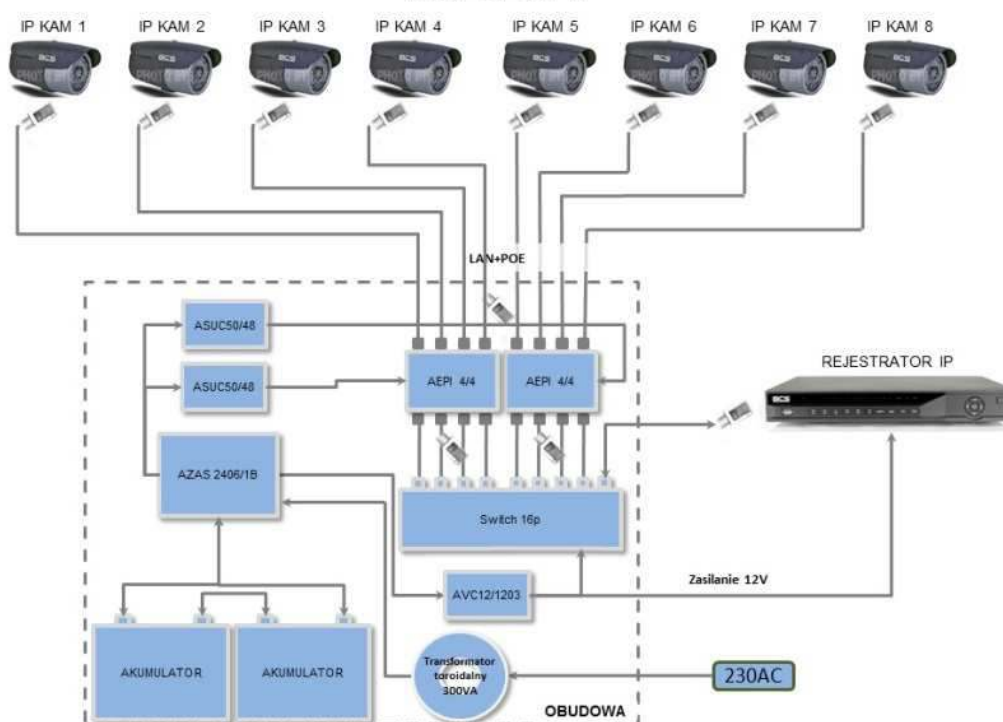 IP KAM 1 IP KAM 2 IP KAM 3 IP KAM 4 IP KAM 5 IP KAM 6 IP KAM 7 IP KAM 8
LAN+POE
ASUC50/48
ASUC50/48
AEPI 4/4
AEPI 4/4
REJESTRATOR IP
BCS
AZAS 2406/1B
Switch 16p
AVC12/1203
Zasilanie 12V
AKUMULATOR
AKUMULATOR
Transformator
toroidalny
300VA
230AC
OBUDOWA